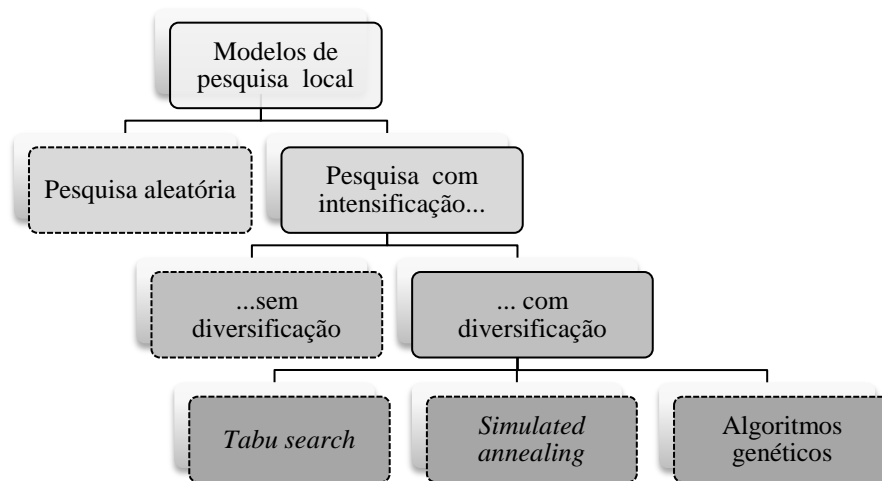 Modelos de
pesquisa local
Pesquisa aleatória
Pesquisa com
intensificação...
...sem
diversificação
... com
diversificação
Tabu search
Simulated
annealing
Algoritmos
genéticos